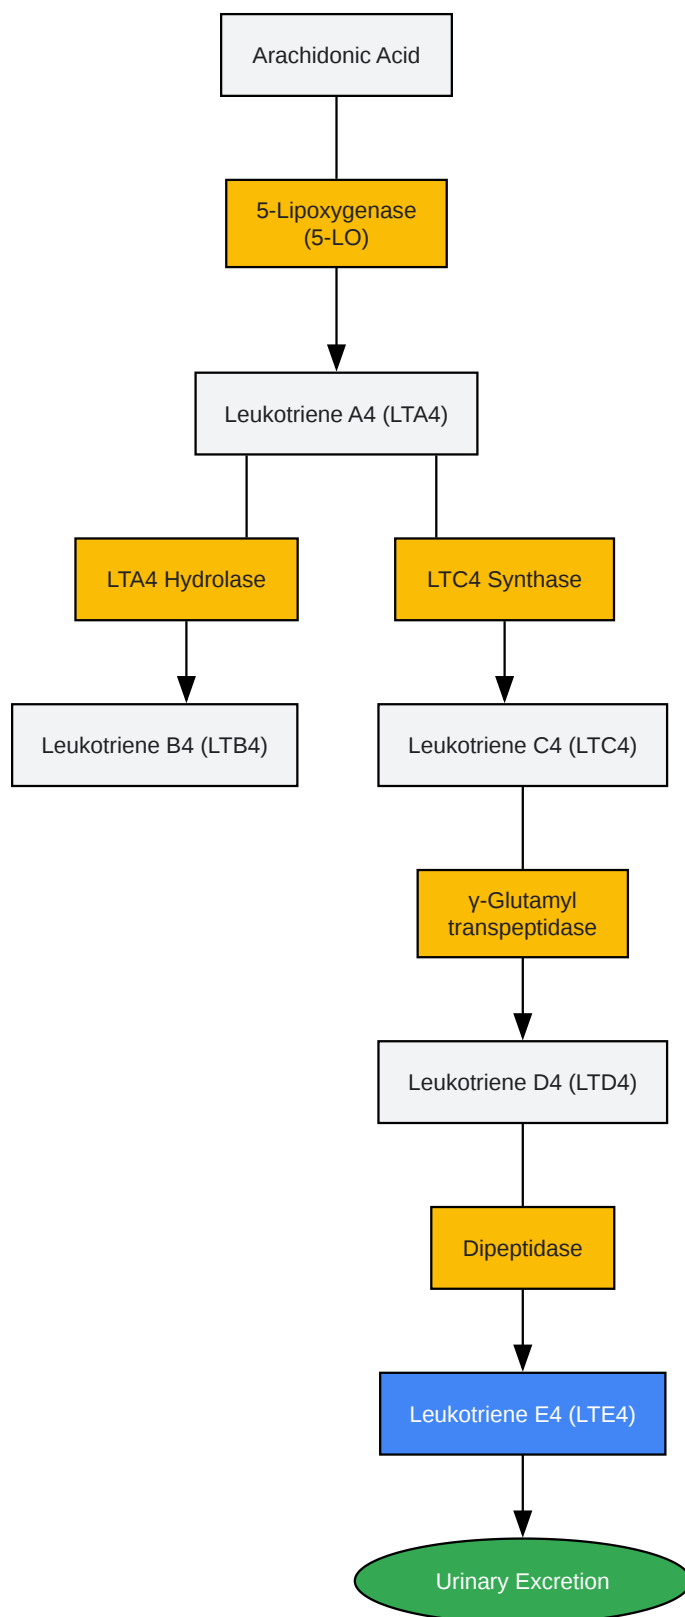 Arachidonic Acid
5-Lipoxygenase
(5-LO)
Leukotriene A4 (LTA4)
LTA4 Hydrolase
LTC4 Synthase
Leukotriene B4 (LTB4)
Leukotriene C4 (LTC4)
γ-Glutamyl
transpeptidase
Leukotriene D4 (LTD4)
Dipeptidase
Leukotriene E4 (LTE4)
Urinary Excretion